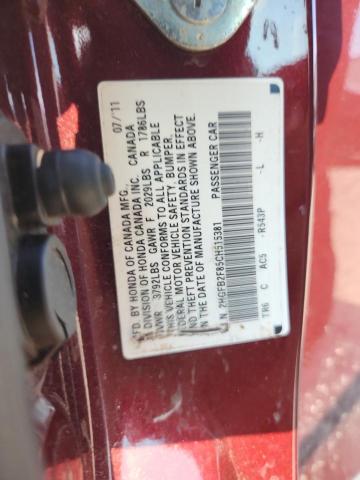 MFD. BY HONDA OF CANADA MFG. 07/11
A DIVISION OF HONDA CANADA INC. CANADA
GVWR 3792LBS GAWR F 2029LBS R 1786LBS
THIS VEHICLE CONFORMS TO ALL APPLICABLE
FEDERAL MOTOR VEHICLE SAFETY, BUMPER,
AND THEFT PREVENTION STANDARDS IN EFFECT
ON THE DATE OF MANUFACTURE SHOWN ABOVE.
V.I.N. 2HGFB2F85CH515381 PASSENGER CAR
TR6 C AC5 -R543P -L -H